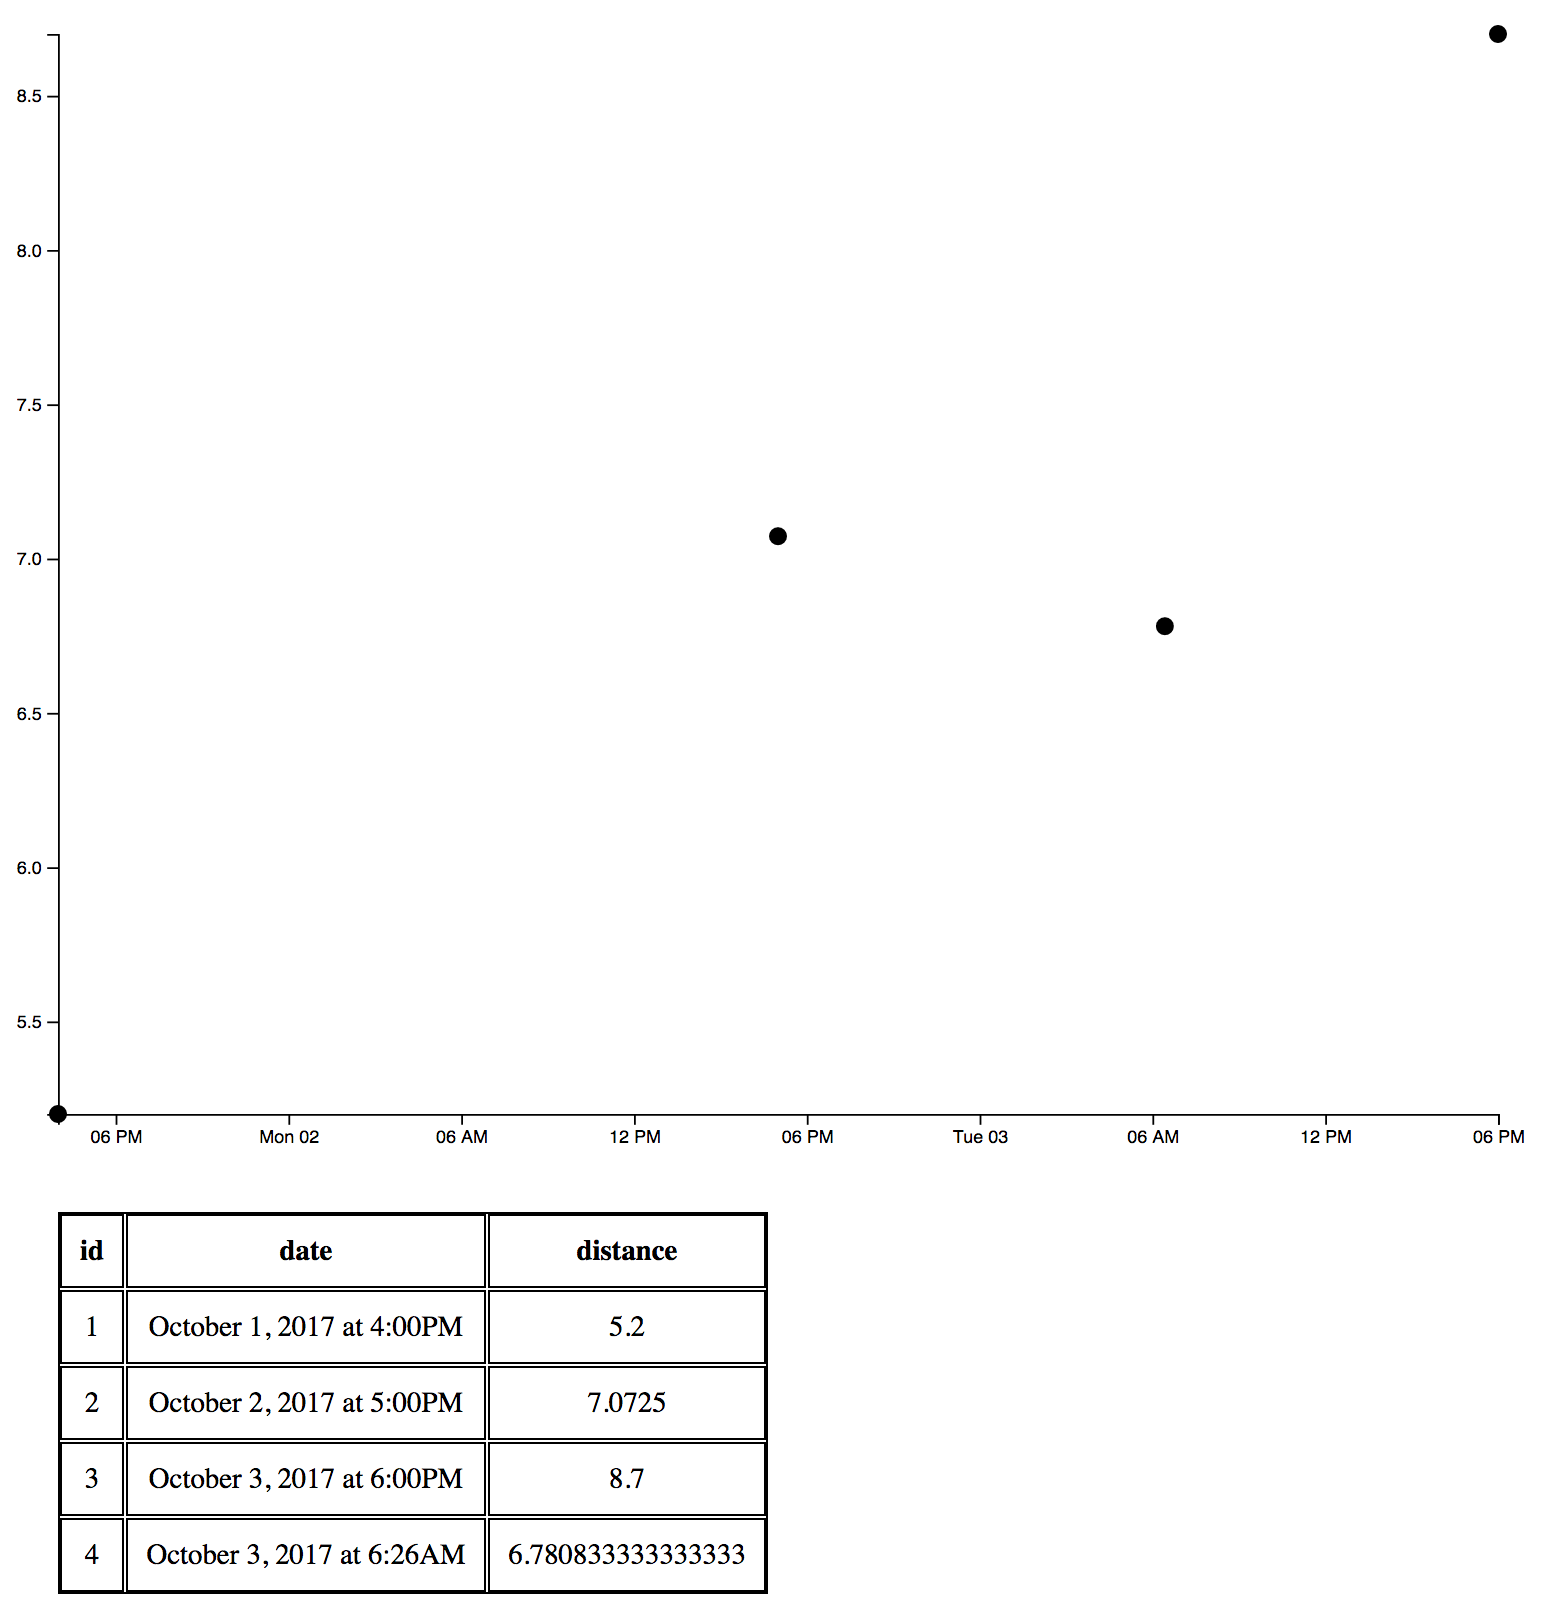 8.5
8.0
7.5
7.0
6.5
6.0
5.5
06 PM Mon 02 06 AM 12 PM 06 PM Tue 03 06 AM 12 PM 06 PM
id date distance
1 October 1, 2017 at 4:00PM 5.2
2 October 2, 2017 at 5:00PM 7.0725
3 October 3, 2017 at 6:00PM 8.7
4 October 3, 2017 at 6:26AM 6.780833333333333